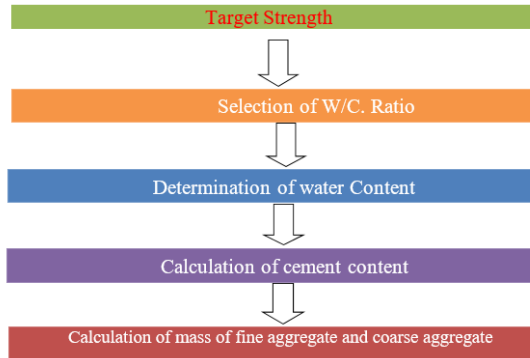 Target Strength
Selection of W/C. Ratio
Determination of water Content
Calculation of cement content
Calculation of mass of fine aggregate and coarse aggregate